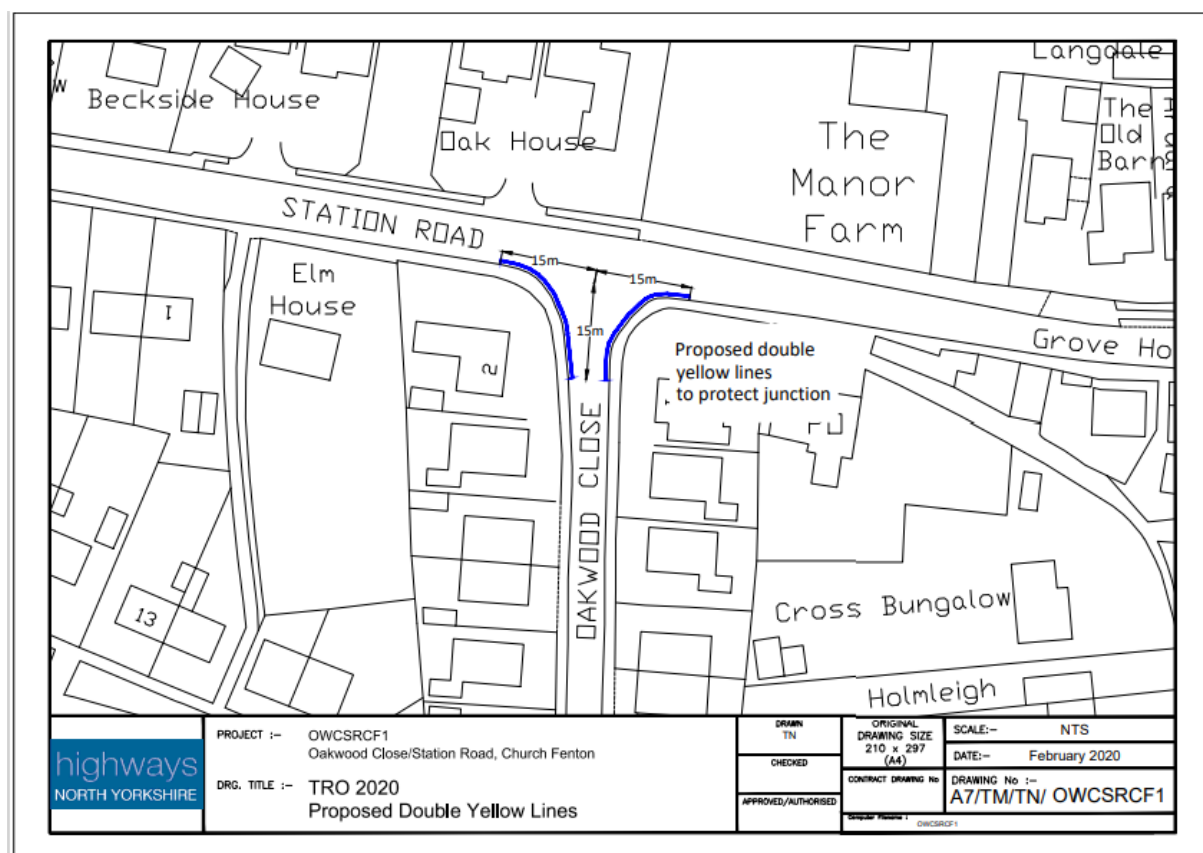 Langdale
Beckside House
Oak House
The
Manor
Farm
The
Old
Barn
STATION ROAD
Elm
House
1
2
15m
15m
15m
Grove Ho
Proposed double
yellow lines
to protect junction
OAKWOOD CLOSE
13
Cross Bungalow
Holmleigh
highways
NORTH YORKSHIRE
PROJECT :-
OWCSRCF1
Oakwood Close/Station Road, Church Fenton
DRG. TITLE :-
TRO 2020
Proposed Double Yellow Lines
DRAWN
TN
CHECKED
APPROVED/AUTHORISED
ORIGINAL
DRAWING SIZE
210 x 297
(A4)
CONTRACT DRAWING No
SCALE:- NTS
DATE:- February 2020
DRAWING No :-
A7/TM/TN/ OWCSRCF1
Computer Filename : OWCSRCF1